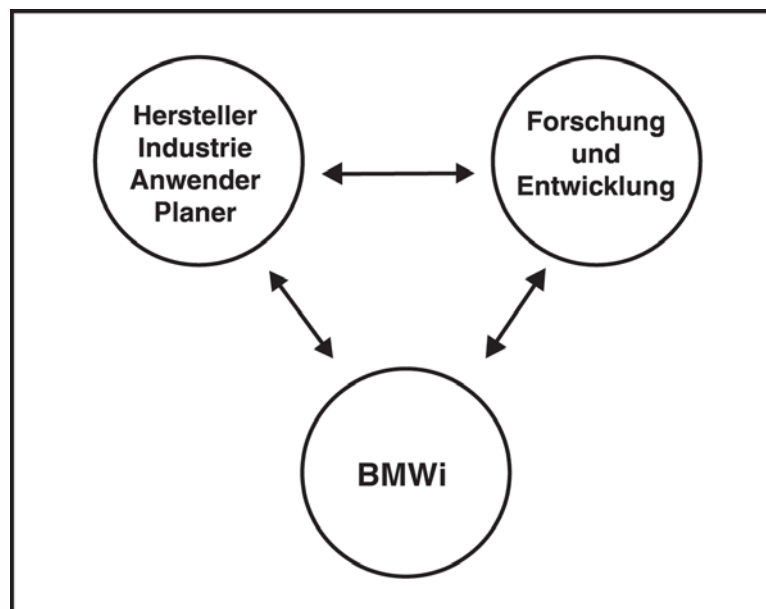 Hersteller
Industrie
Anwender
Planer
Forschung
und
Entwicklung
BMWi